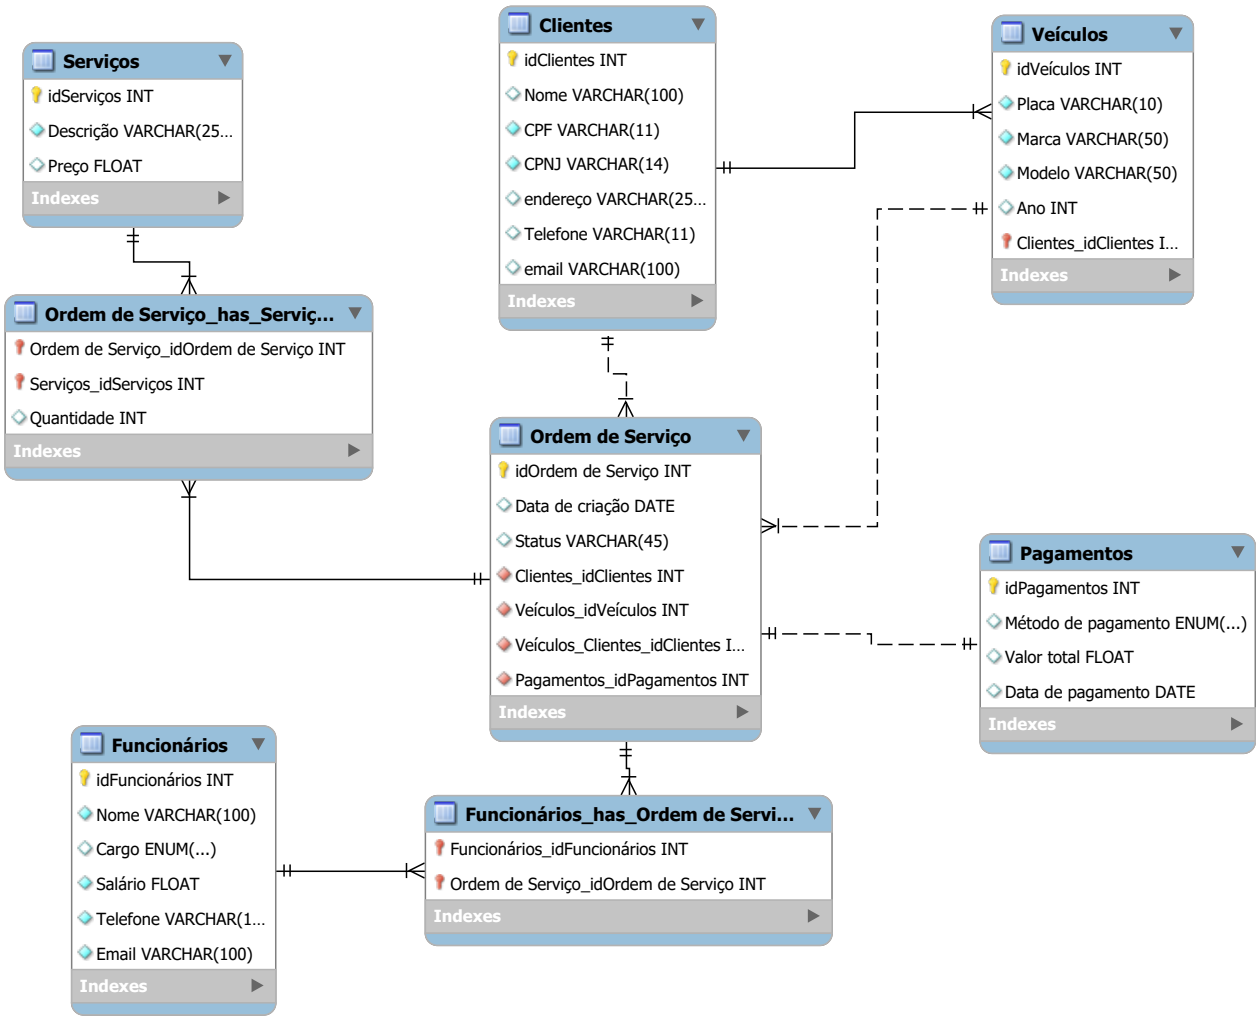 Serviços
idServiços INT
Descrição VARCHAR(25...
Preço FLOAT
Indexes
Clientes
idClientes INT
Nome VARCHAR(100)
CPF VARCHAR(11)
CPNJ VARCHAR(14)
endereço VARCHAR(25...
Telefone VARCHAR(11)
email VARCHAR(100)
Indexes
Veículos
idVeículos INT
Placa VARCHAR(10)
Marca VARCHAR(50)
Modelo VARCHAR(50)
Ano INT
Clientes_idClientes I...
Indexes
Ordem de Serviço_has_Serviç...
Ordem de Serviço_idOrdem de Serviço INT
Serviços_idServiços INT
Quantidade INT
Indexes
Ordem de Serviço
idOrdem de Serviço INT
Data de criação DATE
Status VARCHAR(45)
Clientes_idClientes INT
Veículos_idVeículos INT
Veículos_Clientes_idClientes I...
Pagamentos_idPagamentos INT
Indexes
Pagamentos
idPagamentos INT
Método de pagamento ENUM(...)
Valor total FLOAT
Data de pagamento DATE
Indexes
Funcionários
idFuncionários INT
Nome VARCHAR(100)
Cargo ENUM(...)
Salário FLOAT
Telefone VARCHAR(1...
Email VARCHAR(100)
Indexes
Funcionários_has_Ordem de Servi...
Funcionários_idFuncionários INT
Ordem de Serviço_idOrdem de Serviço INT
Indexes